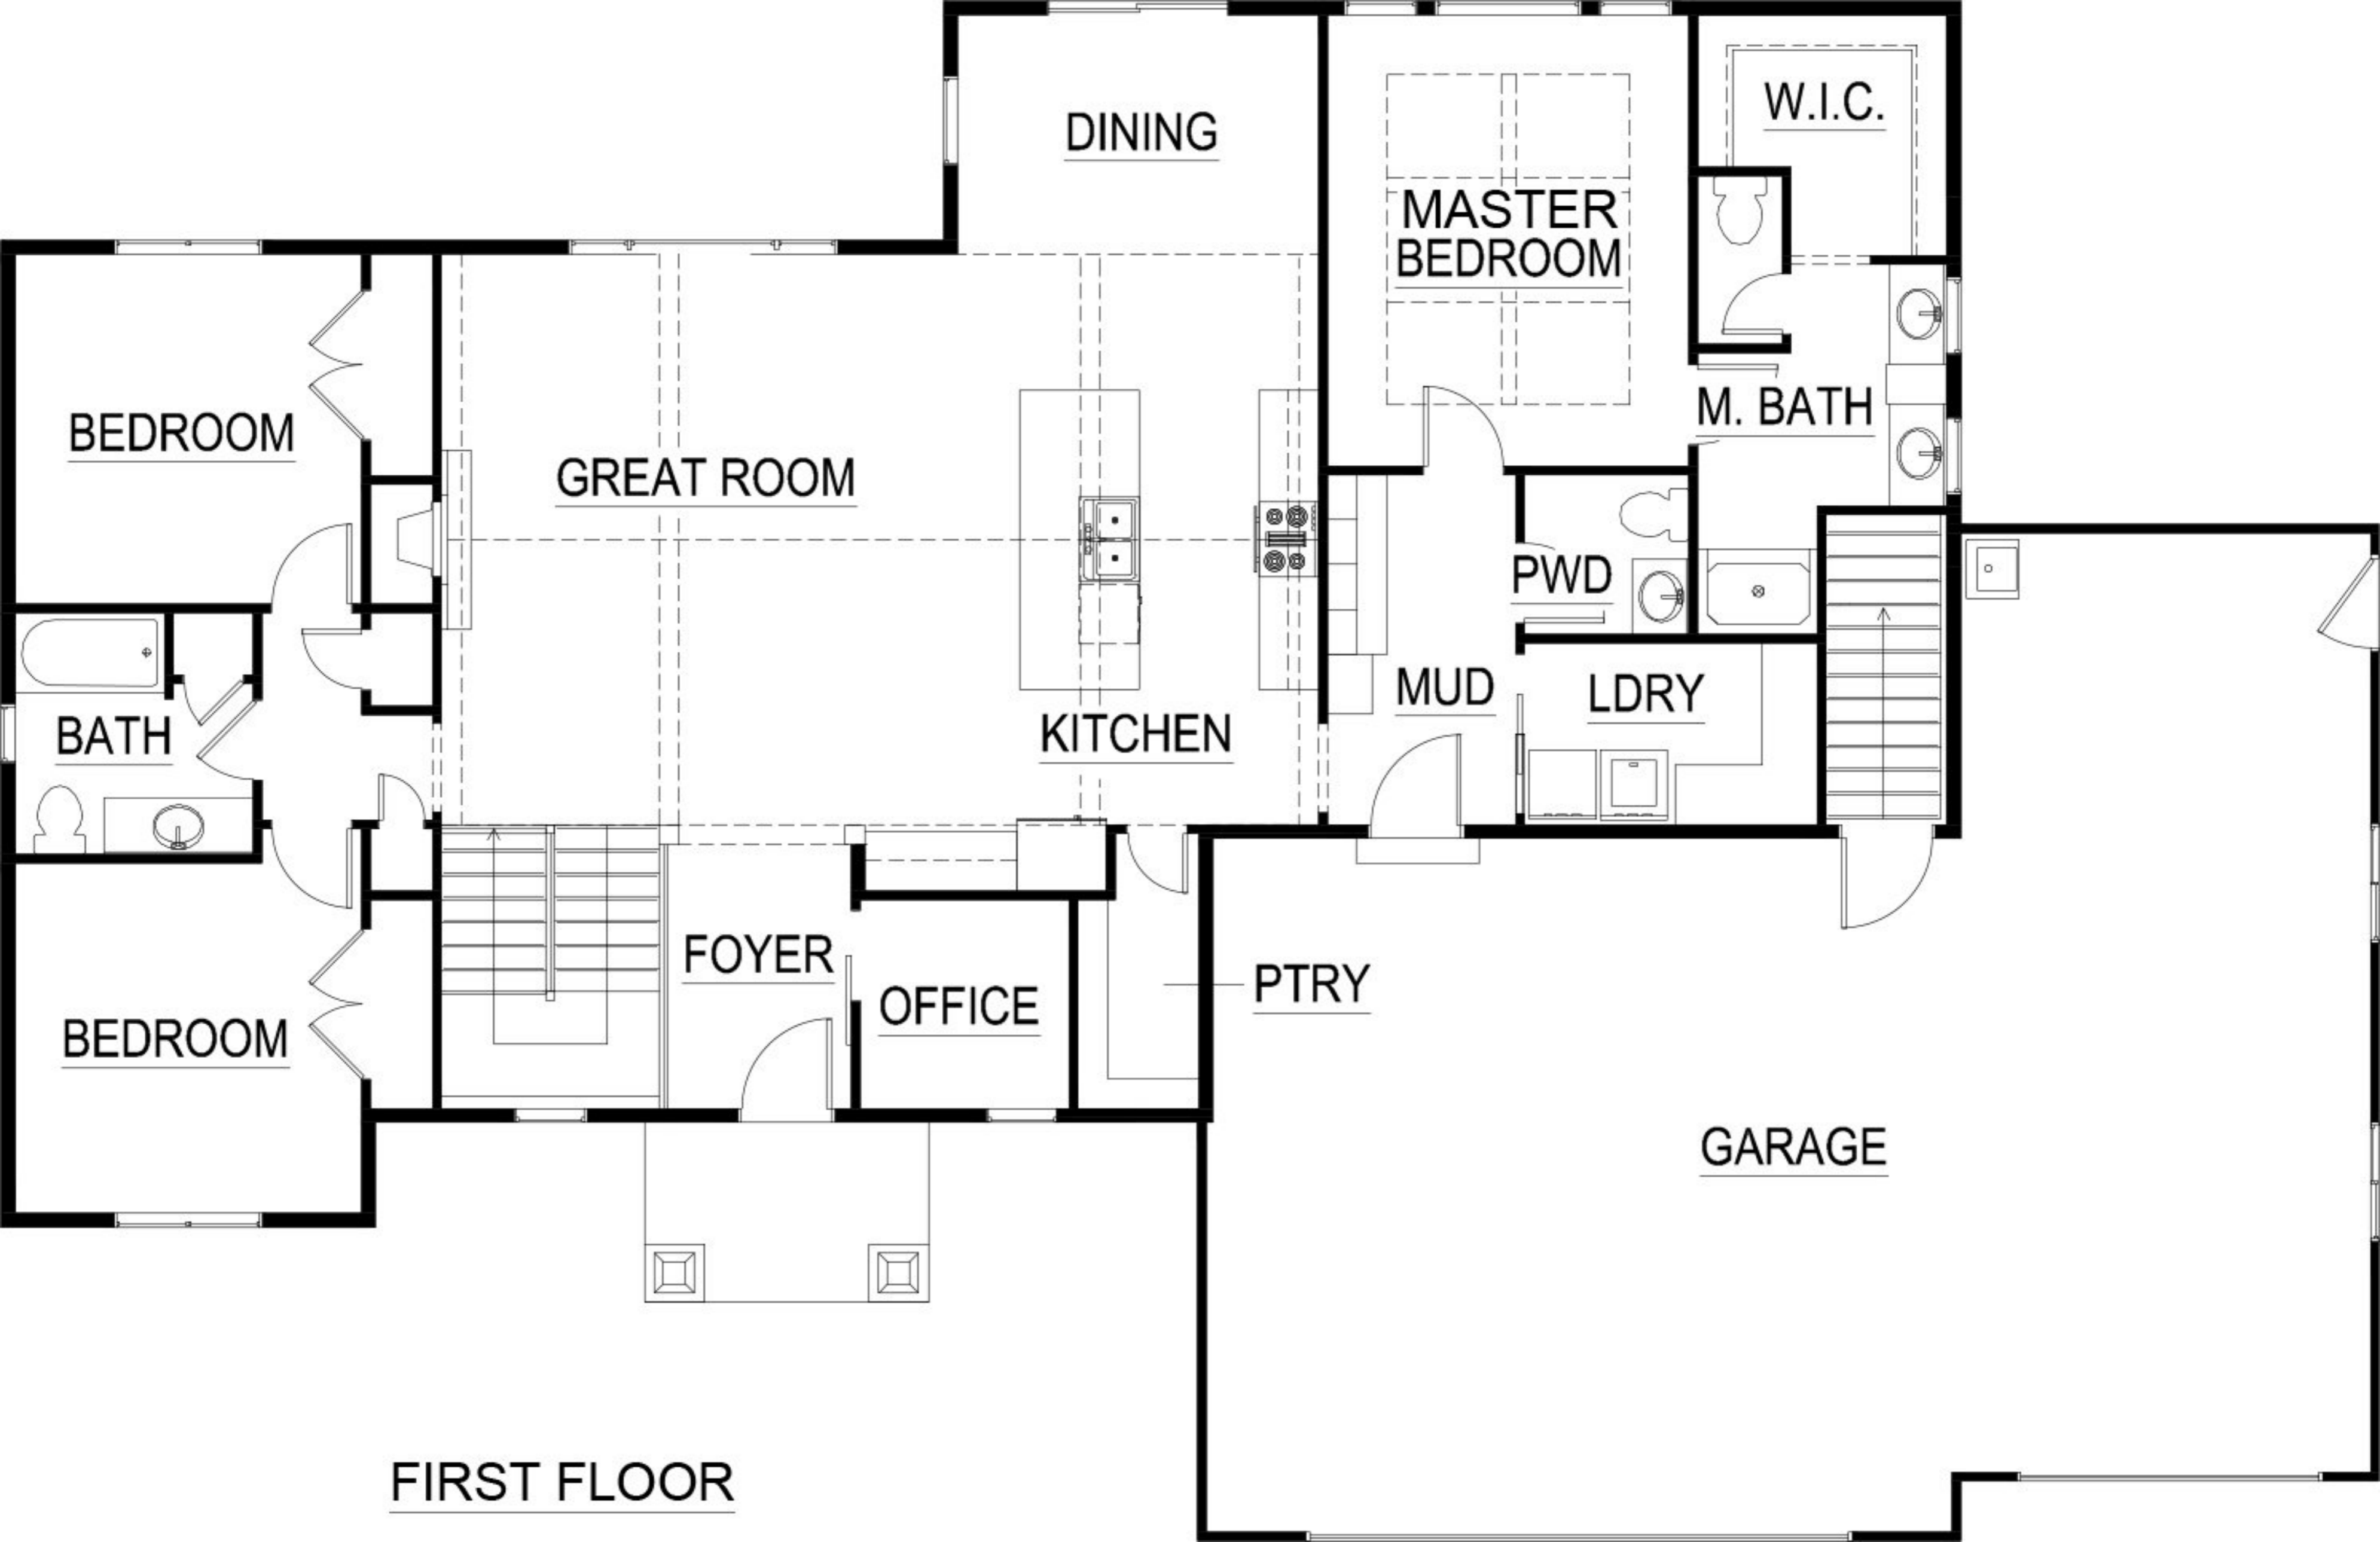 DINING
W.I.C.
MASTER
BEDROOM
BEDROOM
GREAT ROOM
M. BATH
PWD
MUD
LDRY
BATH
KITCHEN
FOYER
OFFICE
PTRY
BEDROOM
GARAGE
FIRST FLOOR